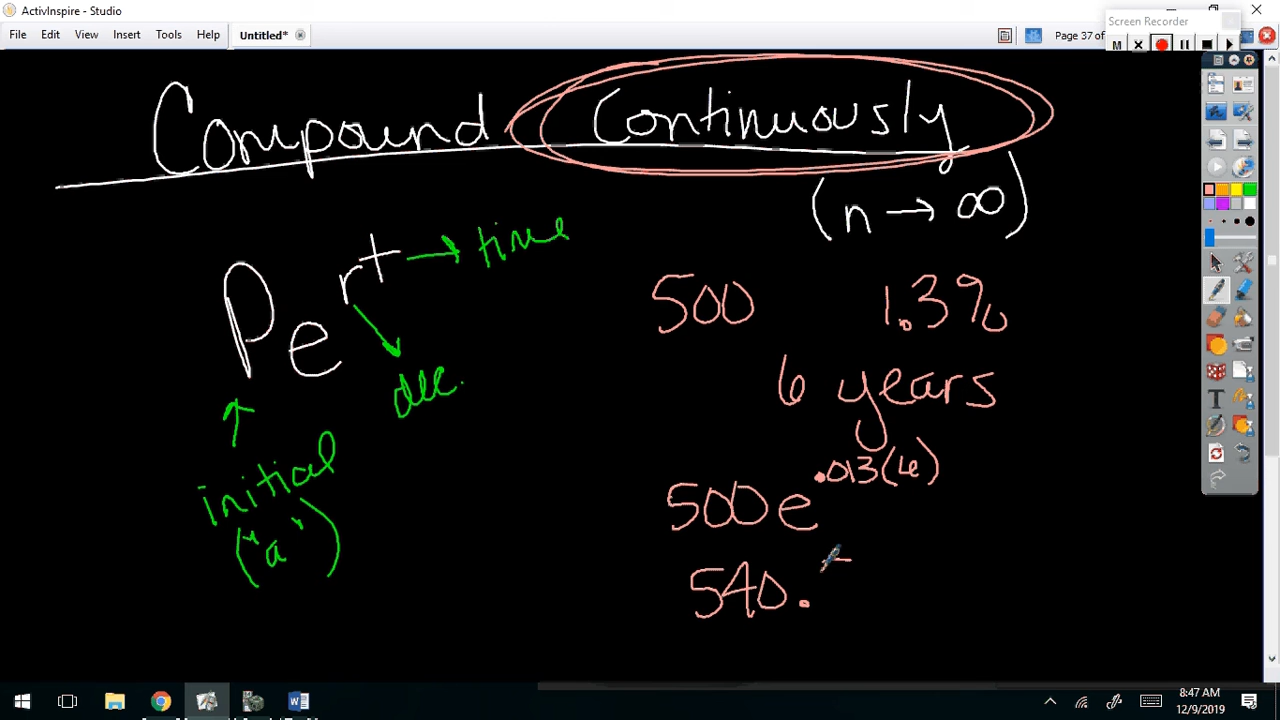 ActivInspire - Studio
Screen Recorder
File Edit View Insert Tools Help Untitled* Page 37 of
Compound Continuously
(n → ∞)
Pe^rt → time
dec.
initial
("a")
500 1.3%
6 years
500e^.013(6)
540.
8:47 AM
12/9/2019